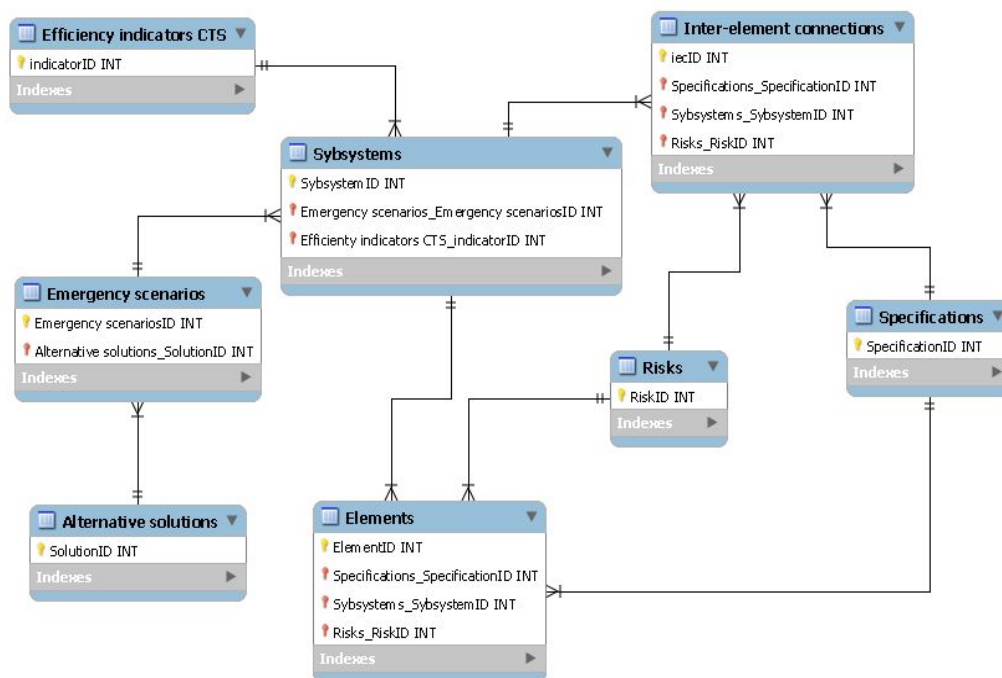 Efficiency indicators CTS
indicatorID INT
Indexes
Inter-element connections
iecID INT
Specifications_SpecificationID INT
Sybsystems_SybsystemID INT
Risks_RiskID INT
Indexes
Sybsystems
SybsystemID INT
Emergency scenarios_Emergency scenariosID INT
Efficienty indicators CTS_indicatorID INT
Indexes
Emergency scenarios
Emergency scenariosID INT
Alternative solutions_SolutionID INT
Indexes
Specifications
SpecificationID INT
Indexes
Risks
RiskID INT
Indexes
Alternative solutions
SolutionID INT
Indexes
Elements
ElementID INT
Specifications_SpecificationID INT
Sybsystems_SybsystemID INT
Risks_RiskID INT
Indexes